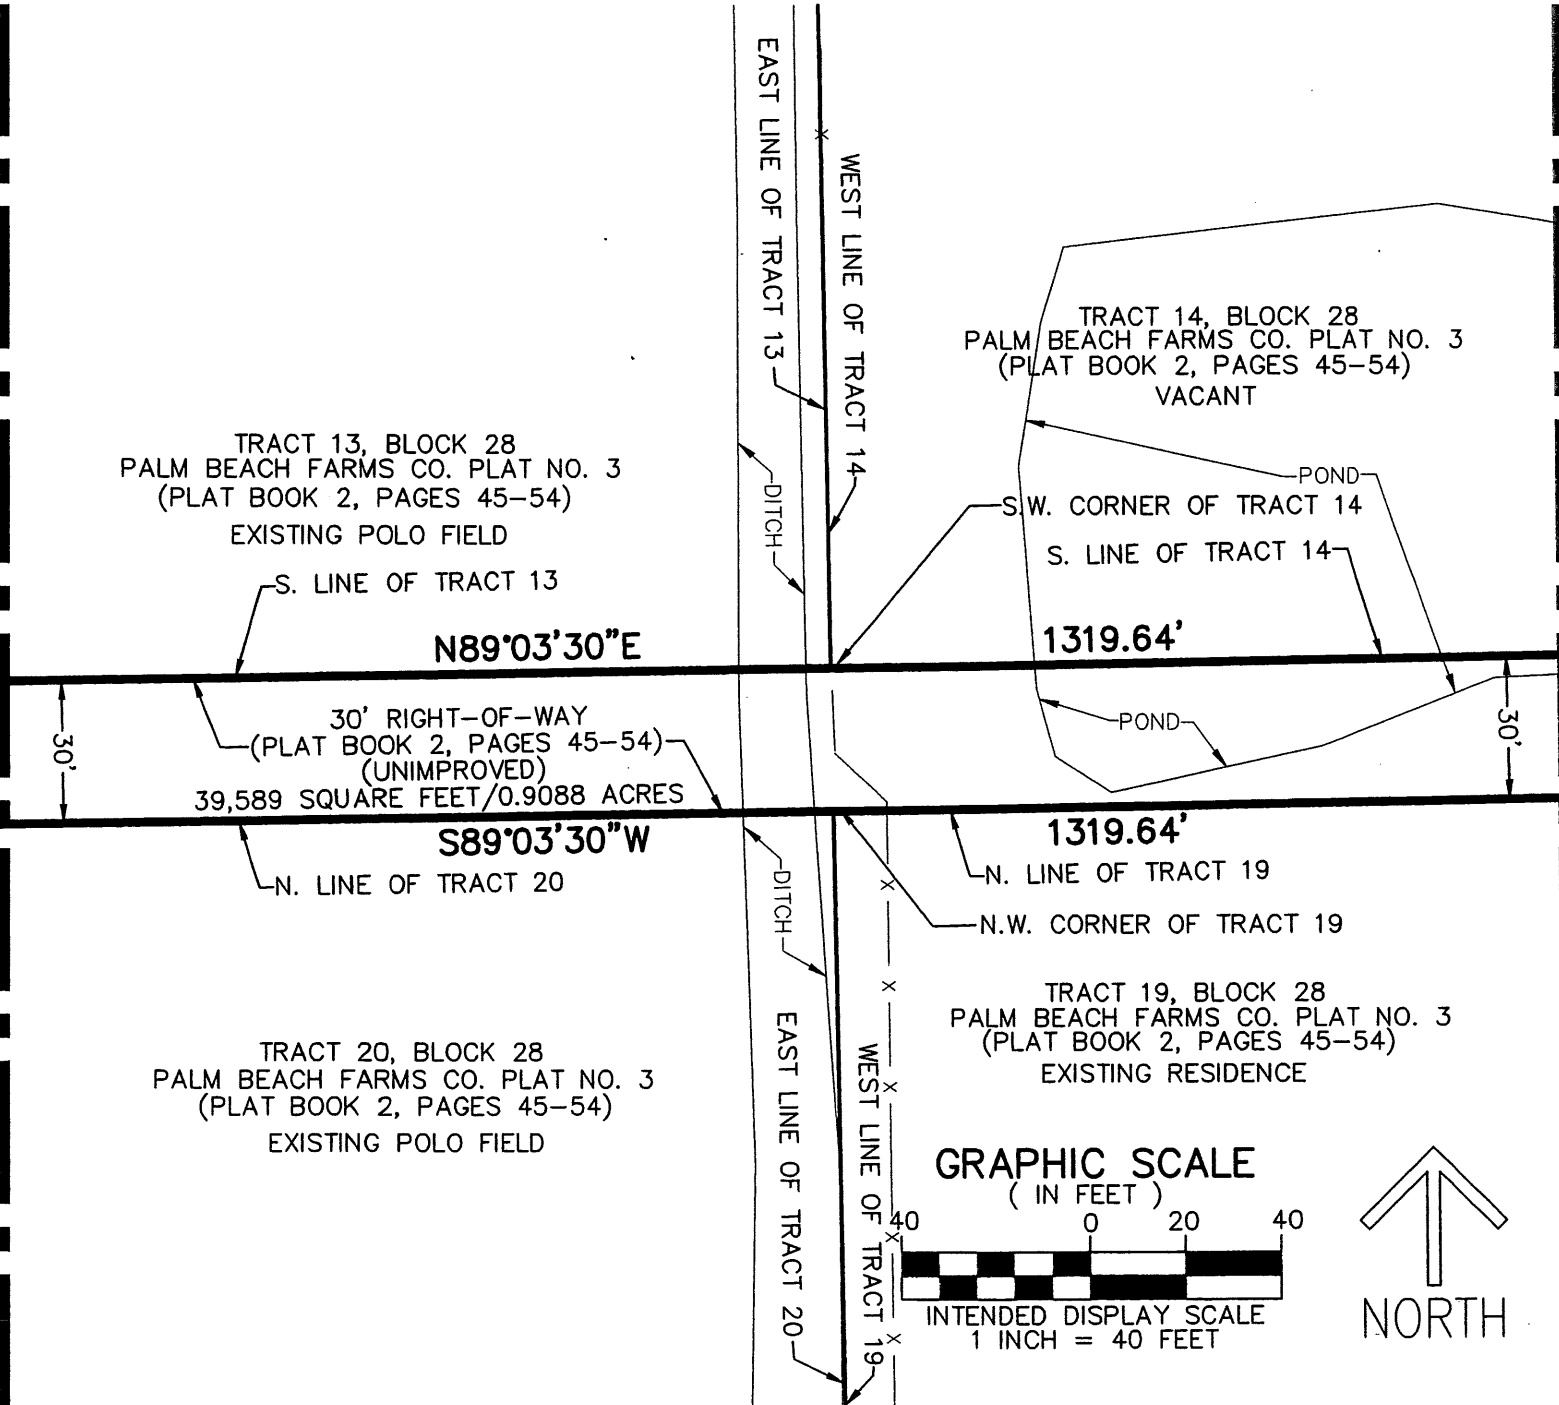 EAST LINE OF TRACT 13
WEST LINE OF TRACT 14
TRACT 14, BLOCK 28
PALM BEACH FARMS CO. PLAT NO. 3
(PLAT BOOK 2, PAGES 45-54)
VACANT
TRACT 13, BLOCK 28
PALM BEACH FARMS CO. PLAT NO. 3
(PLAT BOOK 2, PAGES 45-54)
EXISTING POLO FIELD
DITCH
POND
S.W. CORNER OF TRACT 14
S. LINE OF TRACT 14
S. LINE OF TRACT 13
N89°03'30"E
1319.64'
30'
30' RIGHT-OF-WAY
(PLAT BOOK 2, PAGES 45-54)
(UNIMPROVED)
39,589 SQUARE FEET/0.9088 ACRES
POND
30'
S89°03'30"W
1319.64'
N. LINE OF TRACT 20
DITCH
N. LINE OF TRACT 19
N.W. CORNER OF TRACT 19
TRACT 19, BLOCK 28
PALM BEACH FARMS CO. PLAT NO. 3
(PLAT BOOK 2, PAGES 45-54)
EXISTING RESIDENCE
TRACT 20, BLOCK 28
PALM BEACH FARMS CO. PLAT NO. 3
(PLAT BOOK 2, PAGES 45-54)
EXISTING POLO FIELD
EAST LINE OF TRACT 20
WEST LINE OF TRACT 19
GRAPHIC SCALE
( IN FEET )
40 0 20 40
INTENDED DISPLAY SCALE
1 INCH = 40 FEET
NORTH